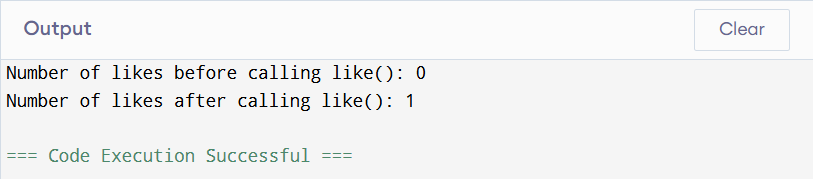 Output
Clear
Number of likes before calling like(): 0
Number of likes after calling like(): 1
=== Code Execution Successful ===